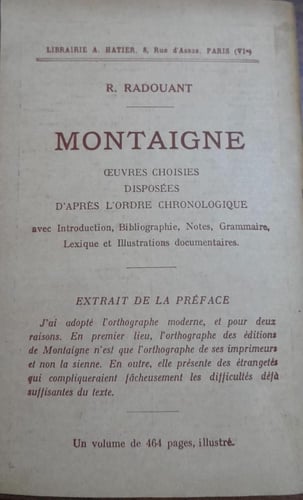 LIBRAIRIE A. HATIER, 8, Rue d'Assas, PARIS (VIe)
R. RADOUANT
MONTAIGNE
ŒUVRES CHOISIES
DISPOSÉES
D'APRÈS L'ORDRE CHRONOLOGIQUE
avec Introduction, Bibliographie, Notes, Grammaire,
Lexique et Illustrations documentaires.
EXTRAIT DE LA PRÉFACE
J'ai adopté l'orthographe moderne, et pour deux
raisons. En premier lieu, l'orthographe des éditions
de Montaigne n'est que l'orthographe de ses imprimeurs
et non la sienne. En outre, elle présente des étrangetés
qui compliqueraient fâcheusement les difficultés déjà
suffisantes du texte.
Un volume de 464 pages, illustré.